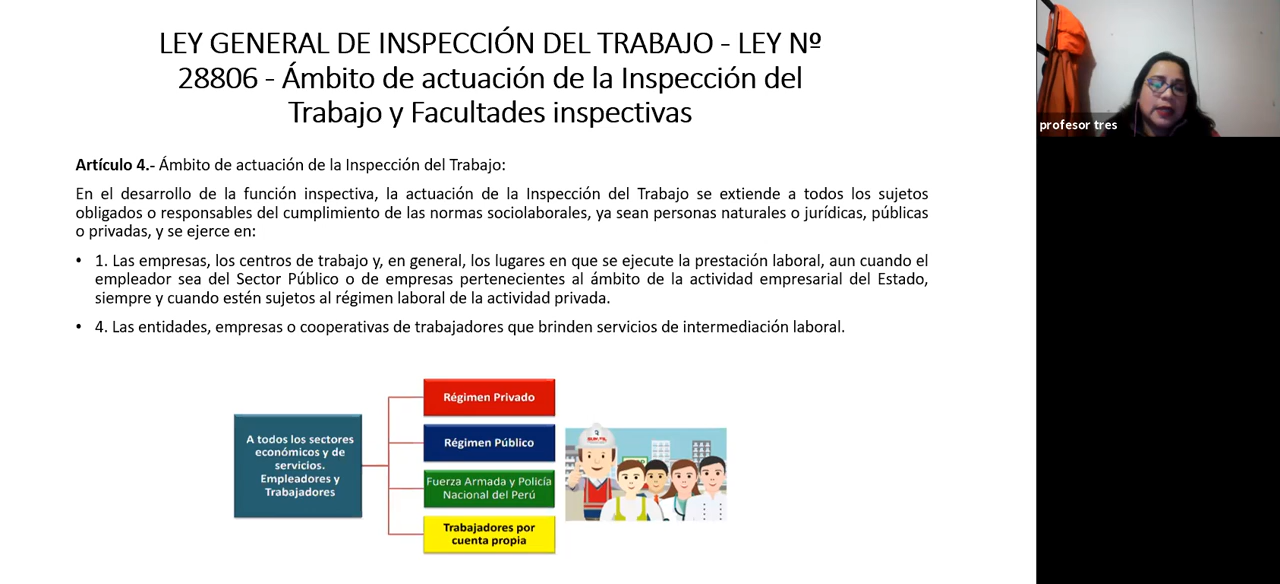 LEY GENERAL DE INSPECCIÓN DEL TRABAJO - LEY Nº
28806 - Ámbito de actuación de la Inspección del
Trabajo y Facultades inspectivas
Artículo 4.- Ámbito de actuación de la Inspección del Trabajo:
En el desarrollo de la función inspectiva, la actuación de la Inspección del Trabajo se extiende a todos los sujetos
obligados o responsables del cumplimiento de las normas sociolaborales, ya sean personas naturales o jurídicas, públicas
o privadas, y se ejerce en:
• 1. Las empresas, los centros de trabajo y, en general, los lugares en que se ejecute la prestación laboral, aun cuando el
empleador sea del Sector Público o de empresas pertenecientes al ámbito de la actividad empresarial del Estado,
siempre y cuando estén sujetos al régimen laboral de la actividad privada.
• 4. Las entidades, empresas o cooperativas de trabajadores que brinden servicios de intermediación laboral.
A todos los sectores
económicos y de
servicios.
Empleadores y
Trabajadores
Régimen Privado
Régimen Público
Fuerza Armada y Policía
Nacional del Perú
Trabajadores por
cuenta propia
profesor tres